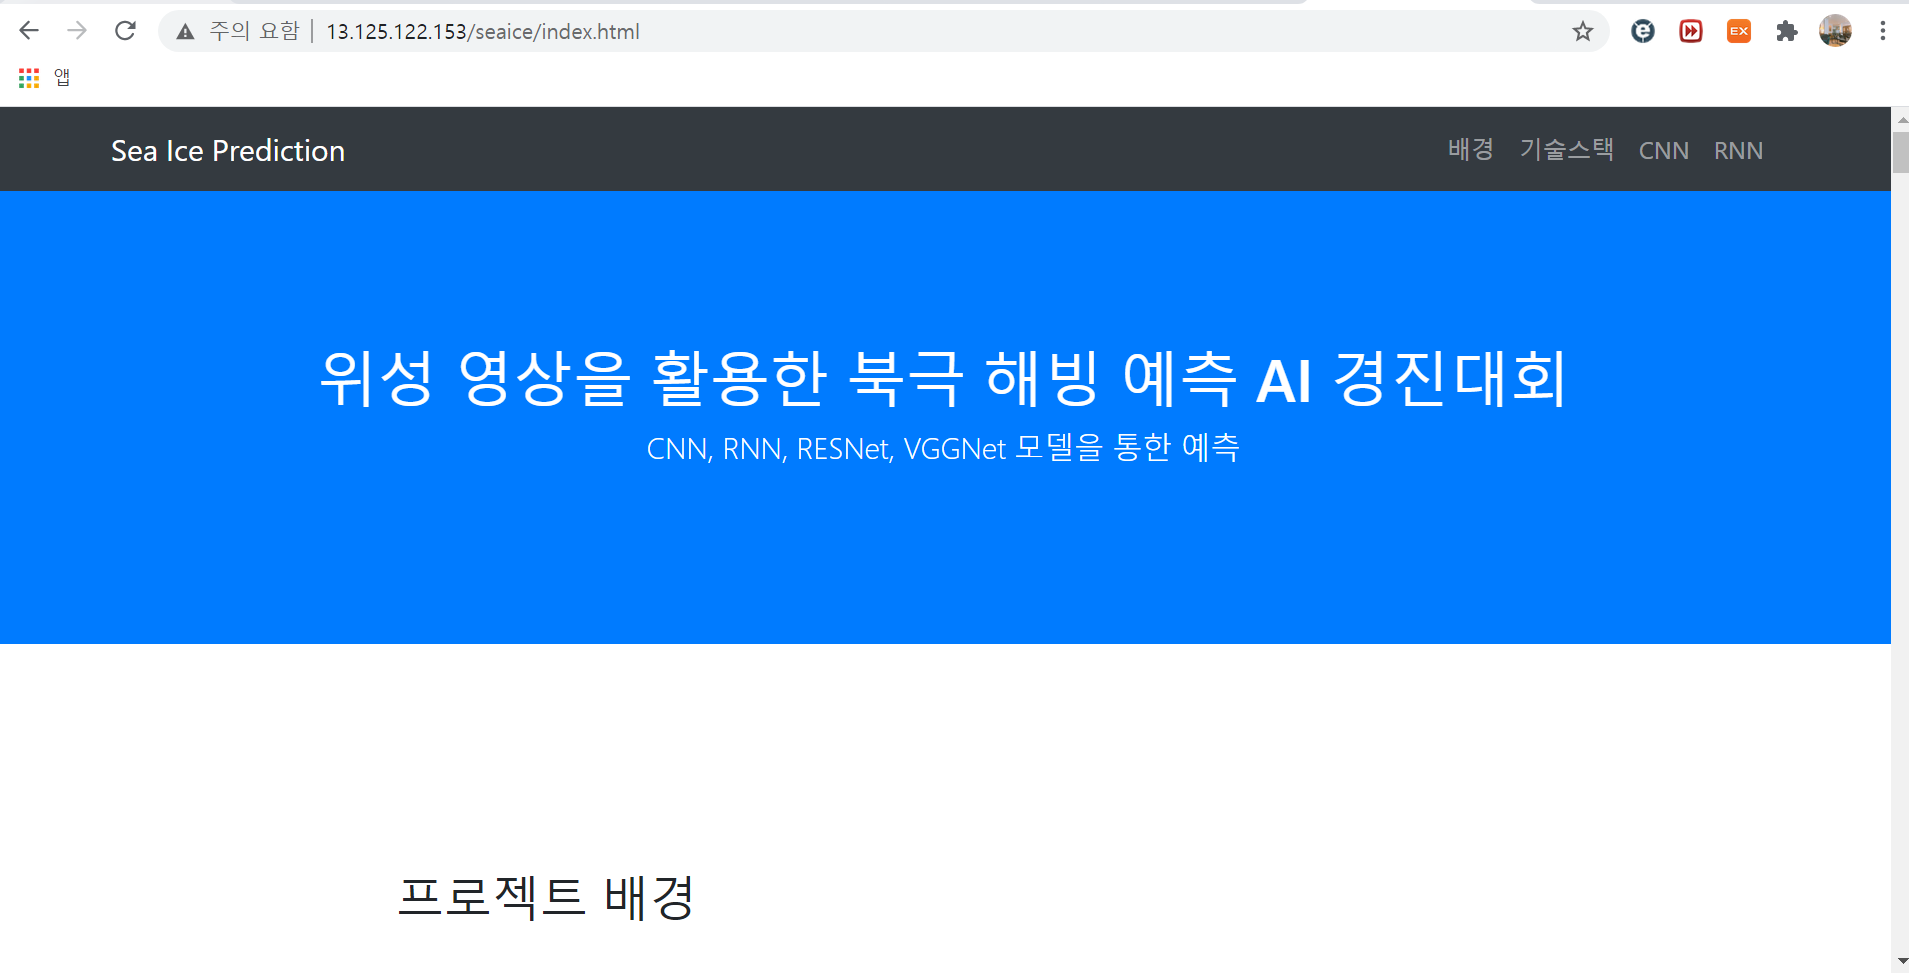 주의 요함 | 13.125.122.153/seaice/index.html
EX
앱
Sea Ice Prediction 배경 기술스택 CNN RNN
위성 영상을 활용한 북극 해빙 예측 AI 경진대회
CNN, RNN, RESNet, VGGNet 모델을 통한 예측
프로젝트 배경